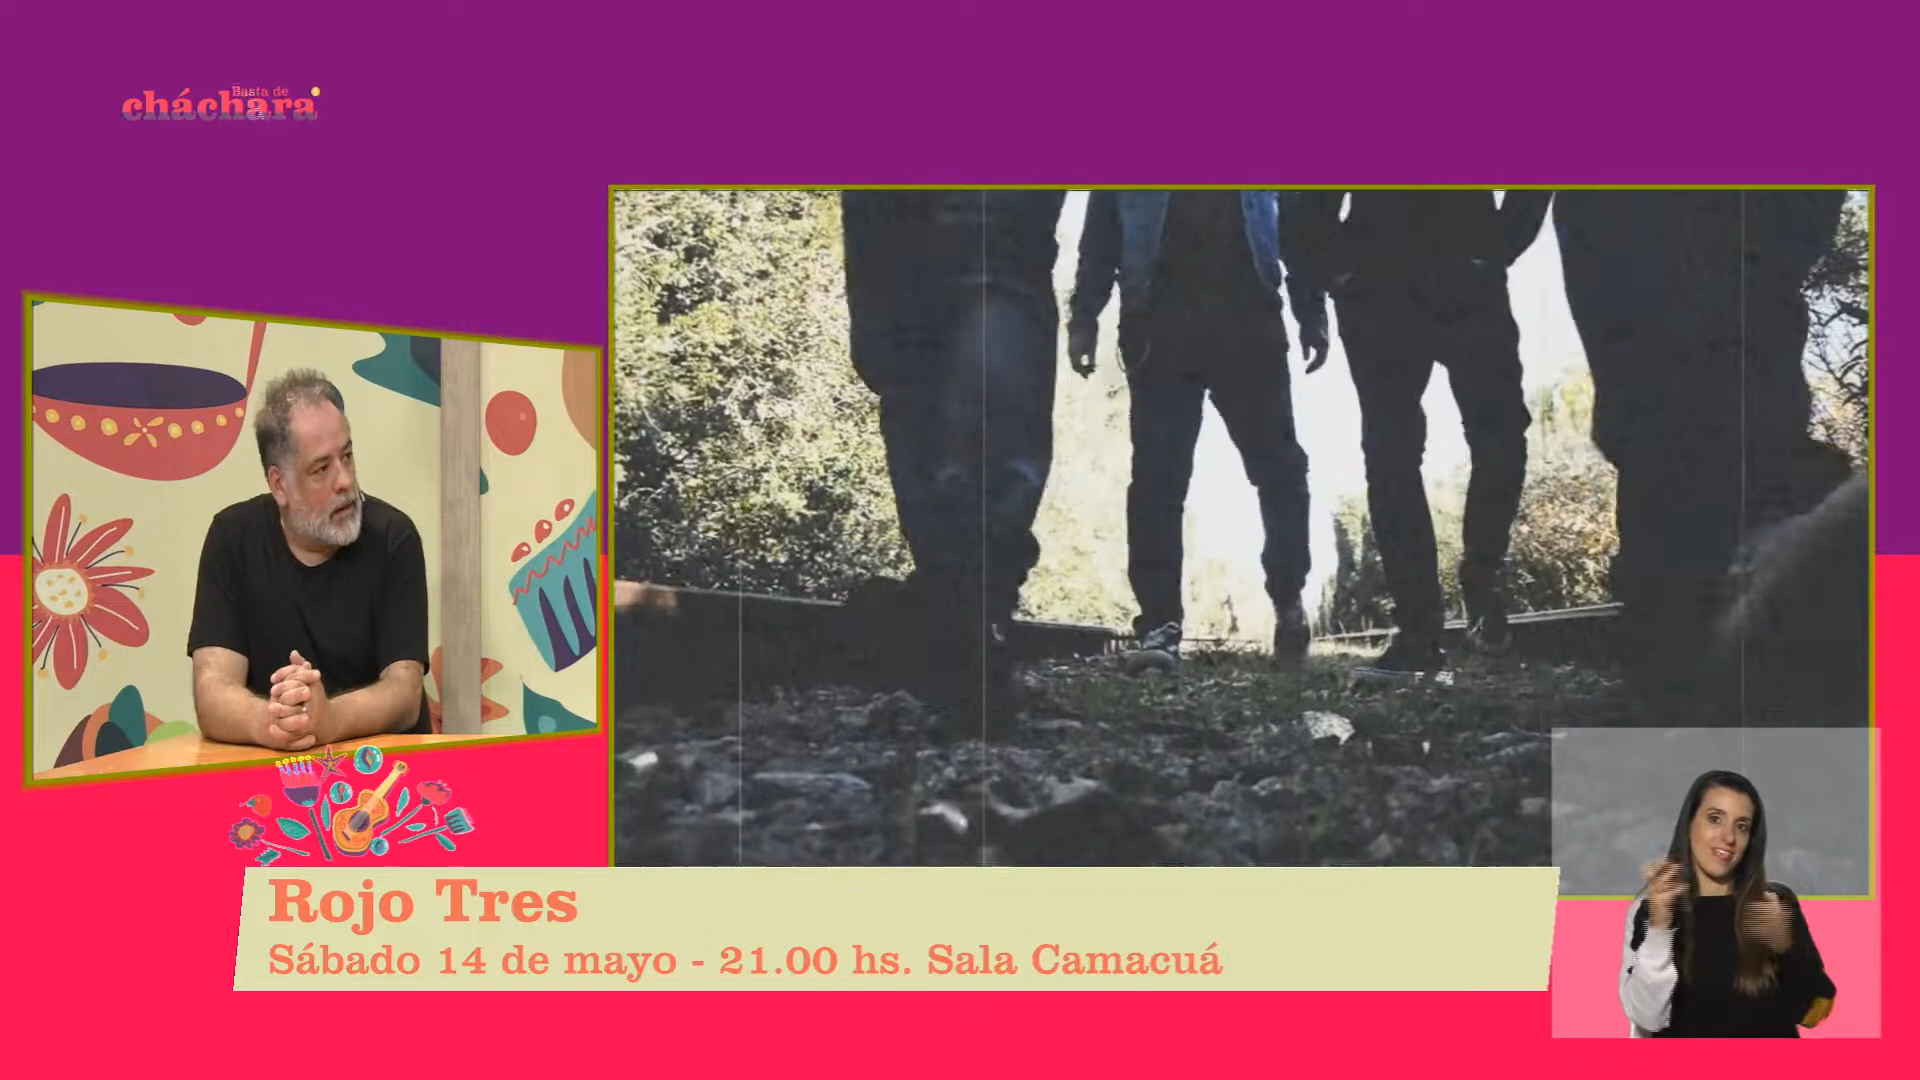 Basta de
cháchara
Rojo Tres
Sábado 14 de mayo - 21.00 hs. Sala Camacuá